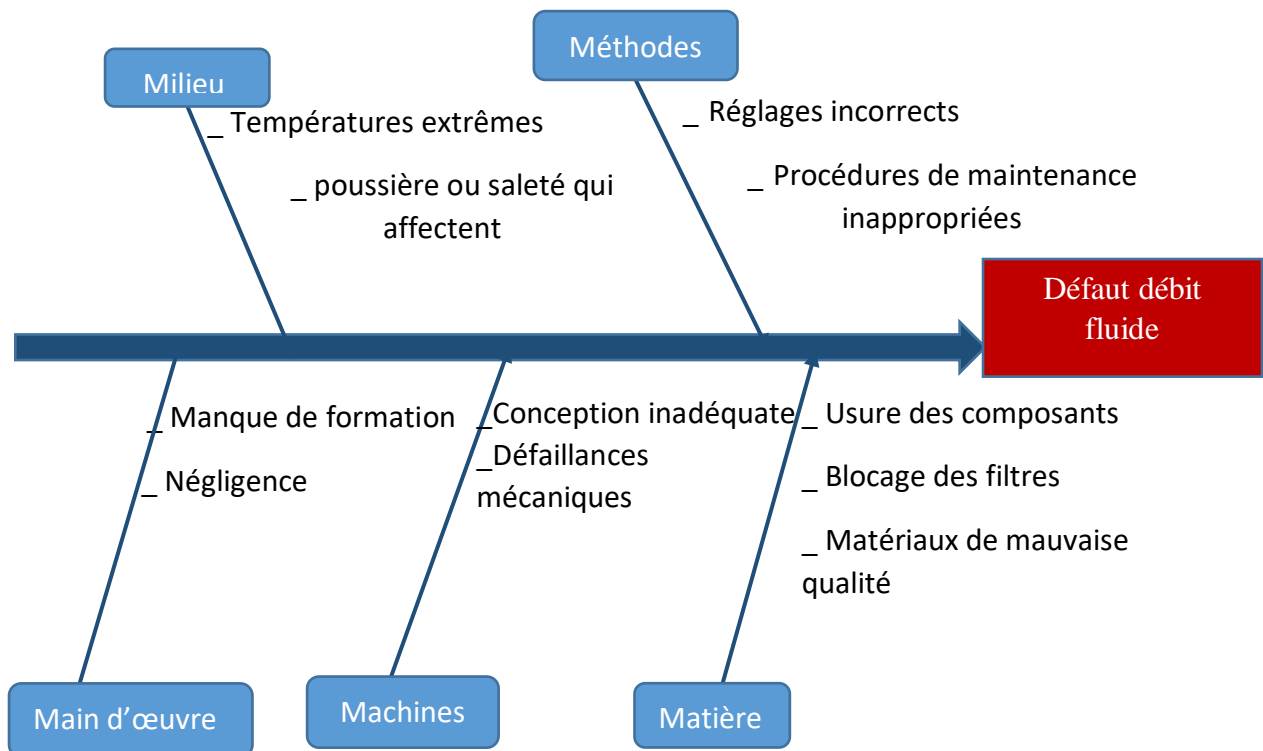 Milieu
Méthodes
_ Températures extrêmes
_ poussière ou saleté qui
affectent
_ Réglages incorrects
_ Procédures de maintenance
inappropriées
Défaut débit
fluide
_ Manque de formation
_ Négligence
_Conception inadéquate
_Défaillances
mécaniques
_ Usure des composants
_ Blocage des filtres
_ Matériaux de mauvaise
qualité
Main d’œuvre
Machines
Matière